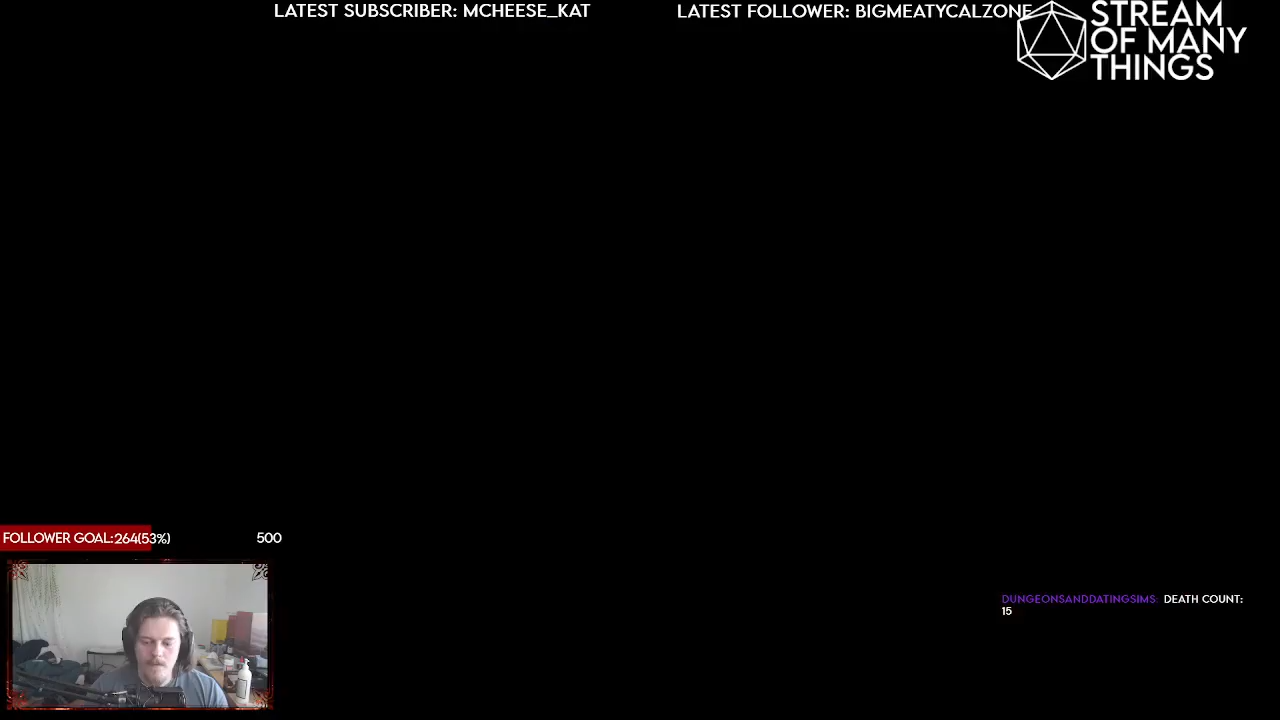 LATEST SUBSCRIBER: MCHEESE_KAT
LATEST FOLLOWER: BIGMEATYCALZONE
STREAM
OF MANY
THINGS
FOLLOWER GOAL: 264(53%) 500
DUNGEONSANDDATINGSIMS: DEATH COUNT:
15